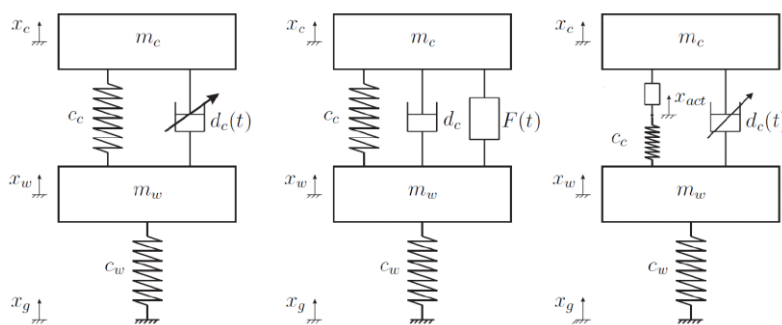 x_c m_c x_c m_c x_c m_c
c_c d_c(t) c_c d_c F(t) x_act c_c d_c(t)
x_w m_w x_w m_w x_w m_w
c_w c_w c_w
x_g x_g x_g